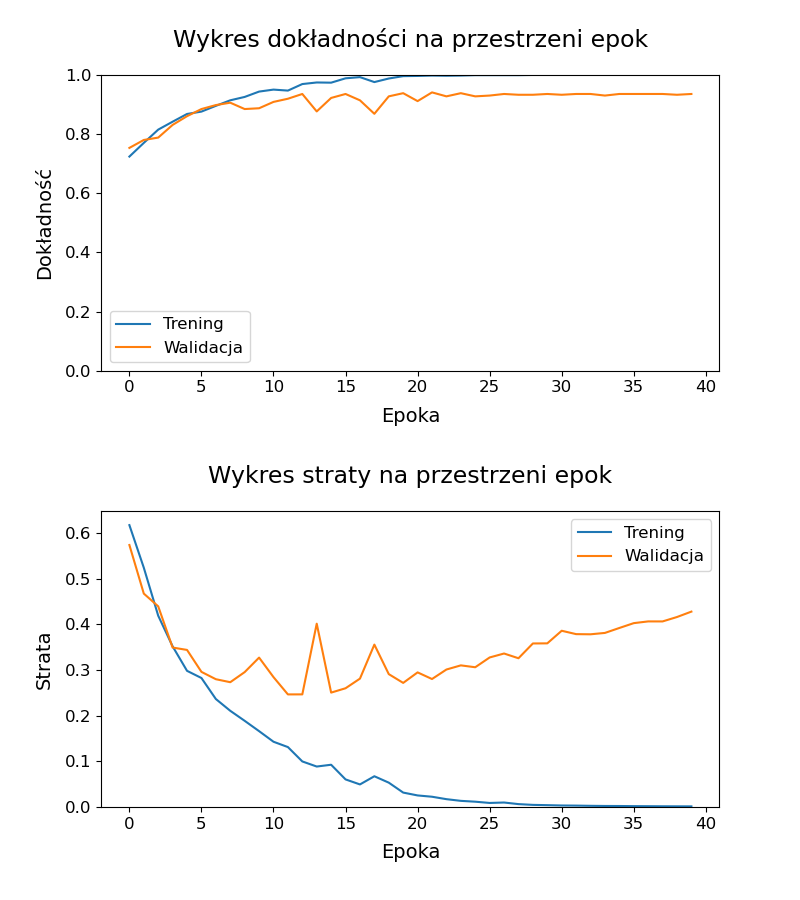 Wykres dokładności na przestrzeni epok
1.0
0.8
0.6
0.4
0.2
0.0
Dokładność
Trening
Walidacja
0 5 10 15 20 25 30 35 40
Epoka
Wykres straty na przestrzeni epok
0.6
0.5
0.4
0.3
0.2
0.1
0.0
Strata
Trening
Walidacja
0 5 10 15 20 25 30 35 40
Epoka